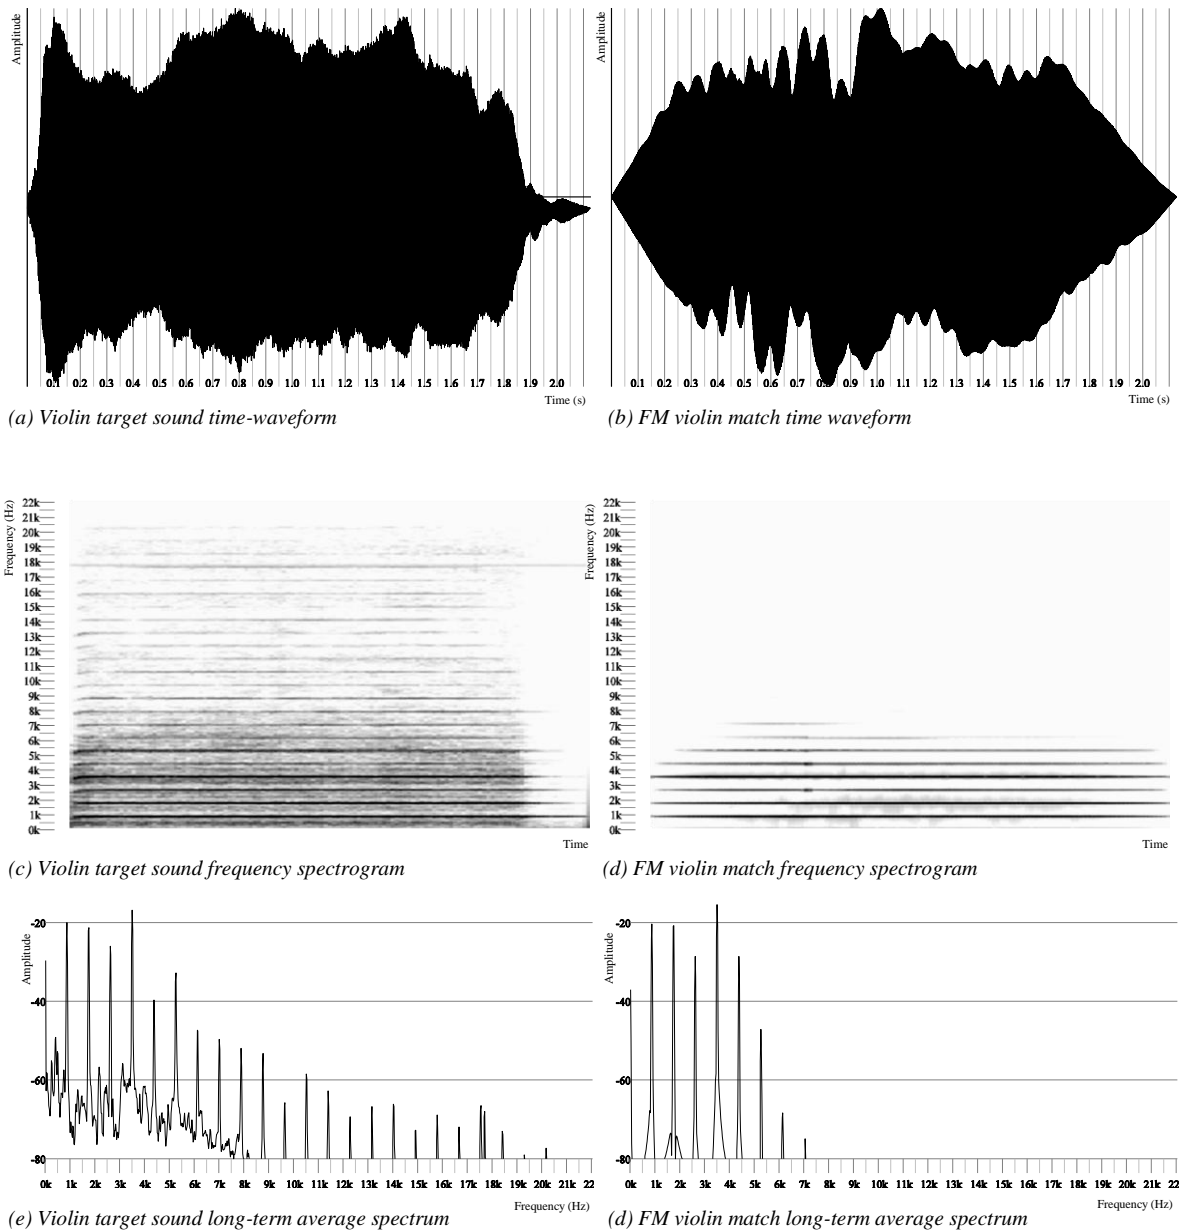 Amplitude
0.1 0.2 0.3 0.4 0.5 0.6 0.7 0.8 0.9 1.0 1.1 1.2 1.3 1.4 1.5 1.6 1.7 1.8 1.9 2.0
Time (s)
(a) Violin target sound time-waveform
Amplitude
0.1 0.2 0.3 0.4 0.5 0.6 0.7 0.8 0.9 1.0 1.1 1.2 1.3 1.4 1.5 1.6 1.7 1.8 1.9 2.0
Time (s)
(b) FM violin match time waveform
Frequency (Hz)
22k
21k
20k
19k
18k
17k
16k
15k
14k
13k
12k
11k
10k
9k
8k
7k
6k
5k
4k
3k
2k
1k
0k
Time
(c) Violin target sound frequency spectrogram
Frequency (Hz)
22k
21k
20k
19k
18k
17k
16k
15k
14k
13k
12k
11k
10k
9k
8k
7k
6k
5k
4k
3k
2k
1k
0k
Time
(d) FM violin match frequency spectrogram
Amplitude
-20
-40
-60
-80
0k 1k 2k 3k 4k 5k 6k 7k 8k 9k 10k 11k 12k 13k 14k 15k 16k 17k 18k 19k 20k 21k 22
Frequency (Hz)
(e) Violin target sound long-term average spectrum
Amplitude
-20
-40
-60
-80
0k 1k 2k 3k 4k 5k 6k 7k 8k 9k 10k 11k 12k 13k 14k 15k 16k 17k 18k 19k 20k 21k 22
Frequency (Hz)
(d) FM violin match long-term average spectrum